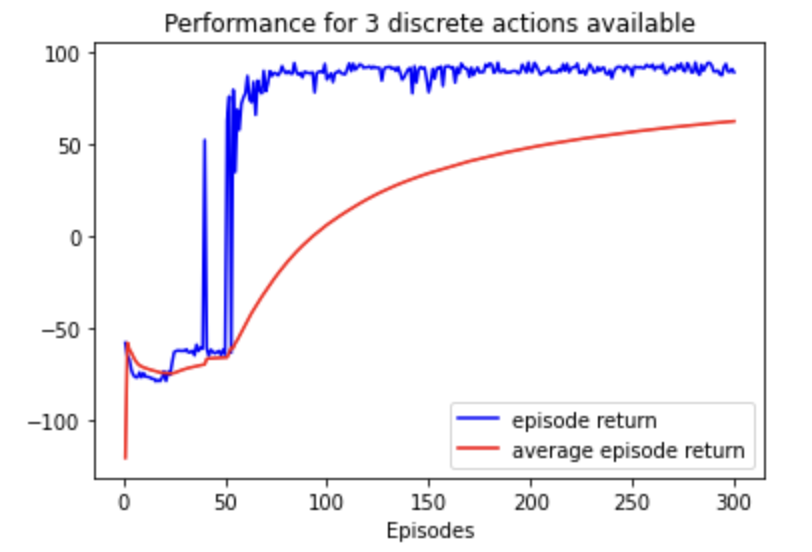 Performance for 3 discrete actions available
100
50
0
−50
−100
episode return
average episode return
0 50 100 150 200 250 300
Episodes